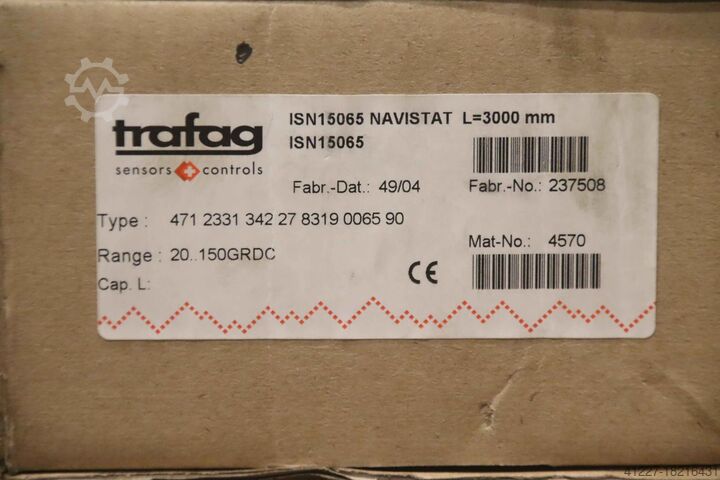 trafag
sensors controls
ISN15065 NAVISTAT L=3000 mm
ISN15065
Fabr.-Dat.: 49/04
Fabr.-No.: 237508
Type : 471 2331 342 27 8319 0065 90
Range : 20..150GRDC
Mat-No.: 4570
Cap. L:
CE
41227-18216431